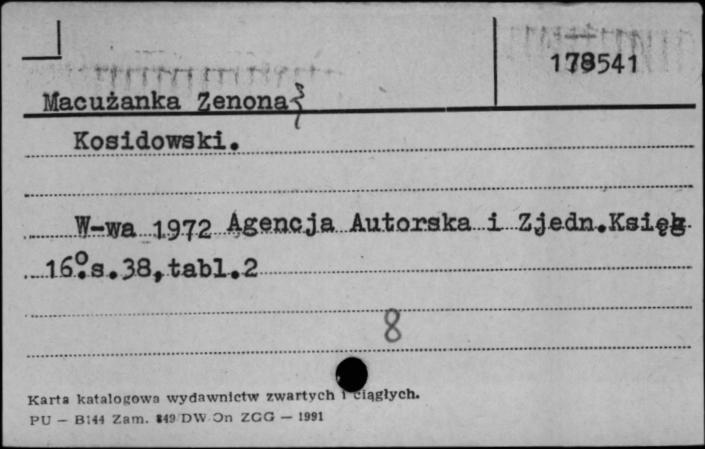 178541
Macużanka Zenona
Kosidowski.
W-wa 1972 Agencja Autorska i Zjedn.Księg
16°.s.38,tabl.2
8
Karta katalogowa wydawnictw zwartych i ciągłych.
PU — B144 Zam. 849 DW On ZGG — 1991